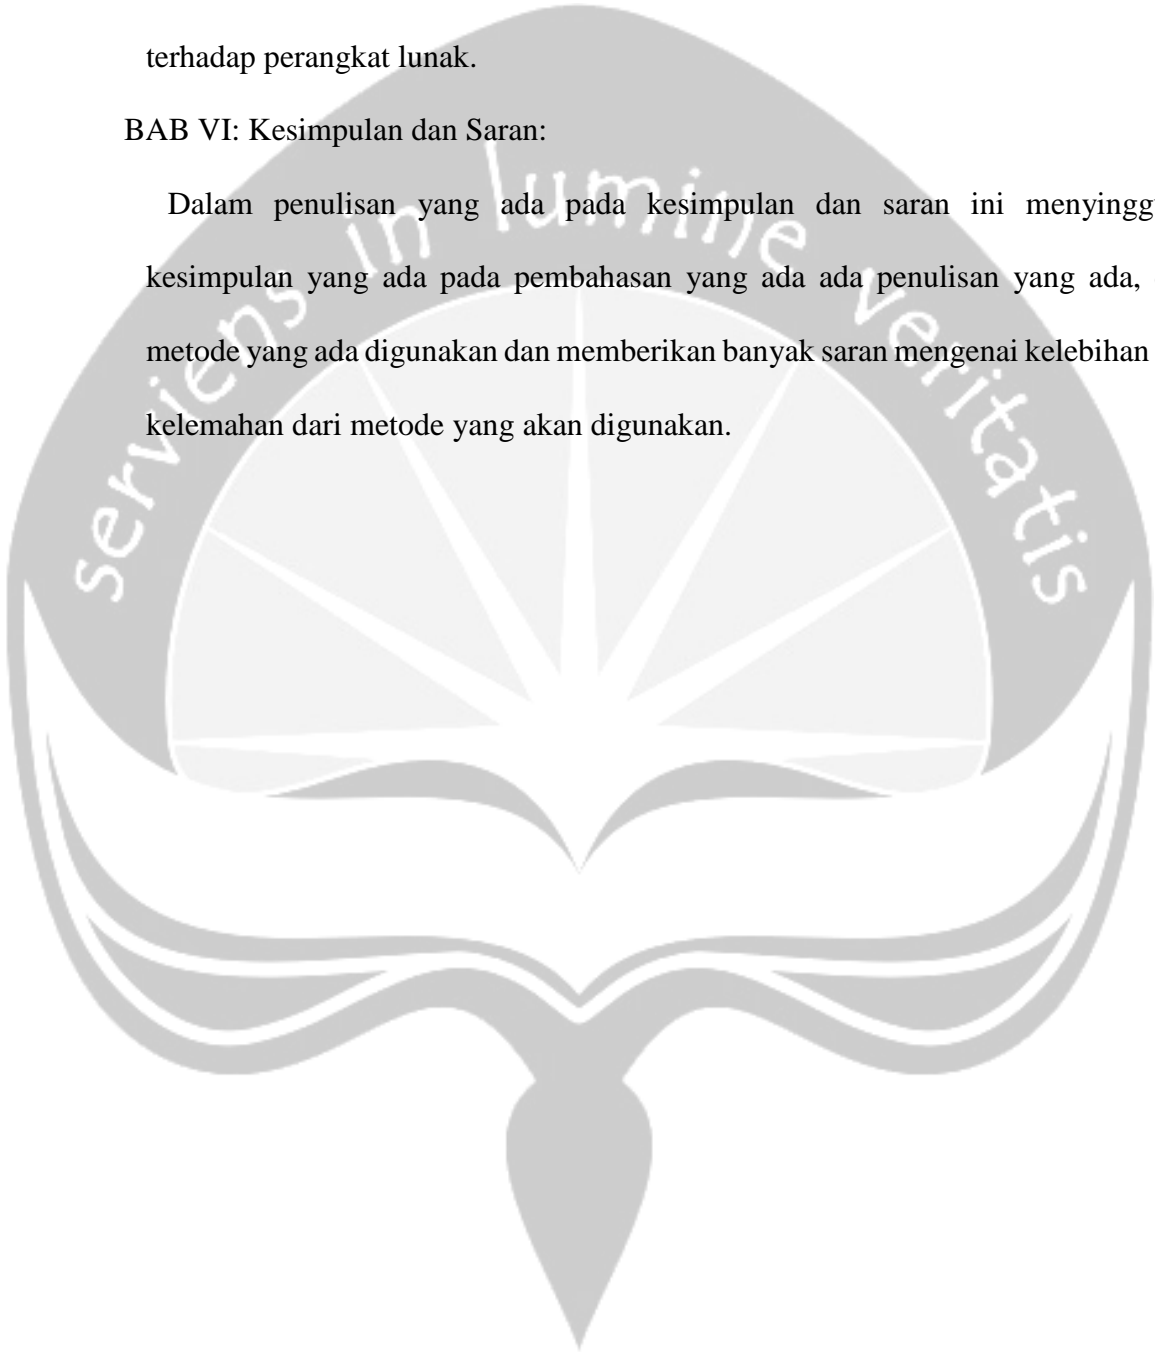 terhadap perangkat lunak.
BAB VI: Kesimpulan dan Saran:
Dalam penulisan yang ada pada kesimpulan dan saran ini
kesimpulan yang ada pada pembahasan yang ada ada penulisan yang ada,
metode yang ada digunakan dan memberikan banyak saran mengenai kelebihan
kelemahan dari metode yang akan digunakan.
serviens in lumine veritatis